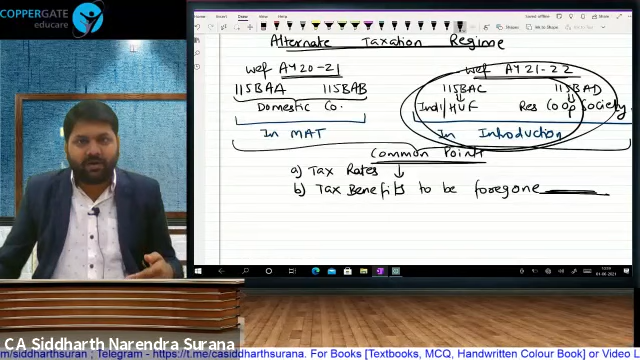 COPPERGATE
educare
Alternate Taxation Regime
wef AY20-21
wef AY 21-22
115BAA 115BAB
115BAC 115BAD
Domestic Co.
Indi/HUF Res Coop Society
In MAT
In Introduction
Common Point
a) Tax Rates
b) Tax Benefits to be foregone
CA Siddharth Narendra Surana
m/siddharthsuran ; Telegram - https://t.me/casiddharthsurana. For Books [Textbooks, MCQ, Handwritten Colour Book] or Video